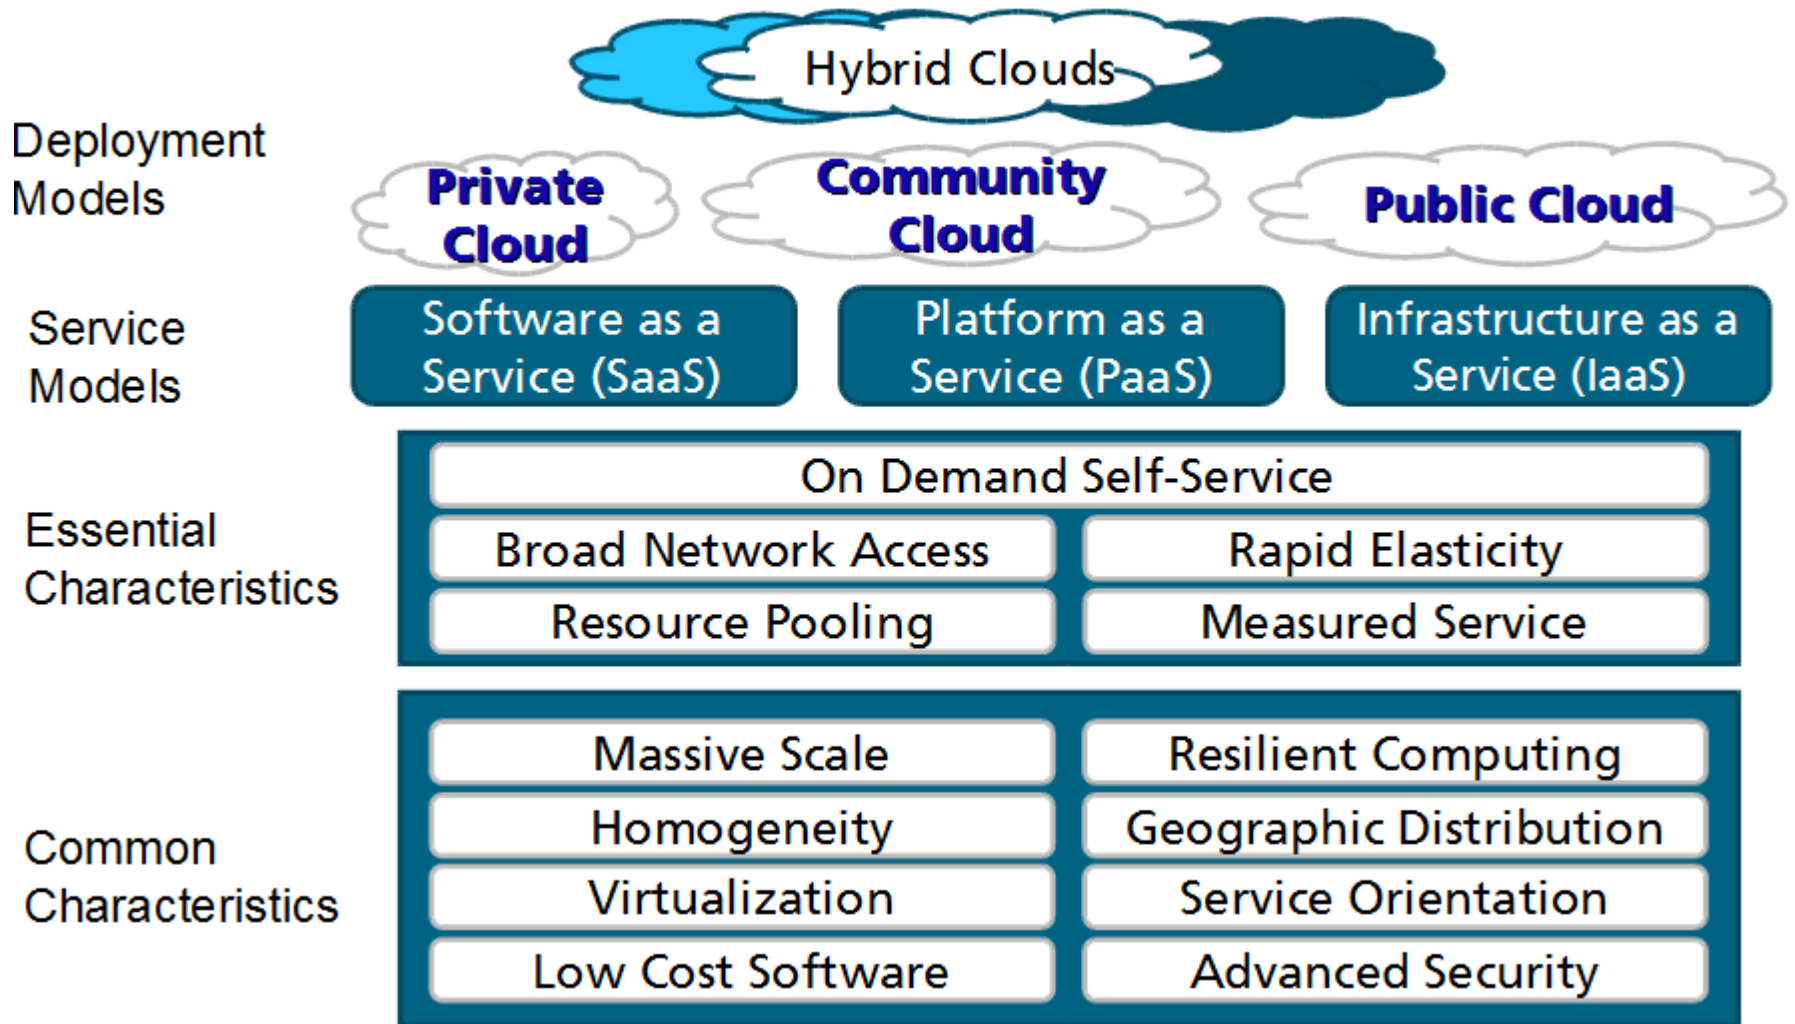 Hybrid Clouds
Deployment
Models
Private
Cloud
Community
Cloud
Public Cloud
Service
Models
Software as a
Service (SaaS)
Platform as a
Service (PaaS)
Infrastructure as a
Service (IaaS)
Essential
Characteristics
On Demand Self-Service
Broad Network Access
Rapid Elasticity
Resource Pooling
Measured Service
Common
Characteristics
Massive Scale
Resilient Computing
Homogeneity
Geographic Distribution
Virtualization
Service Orientation
Low Cost Software
Advanced Security